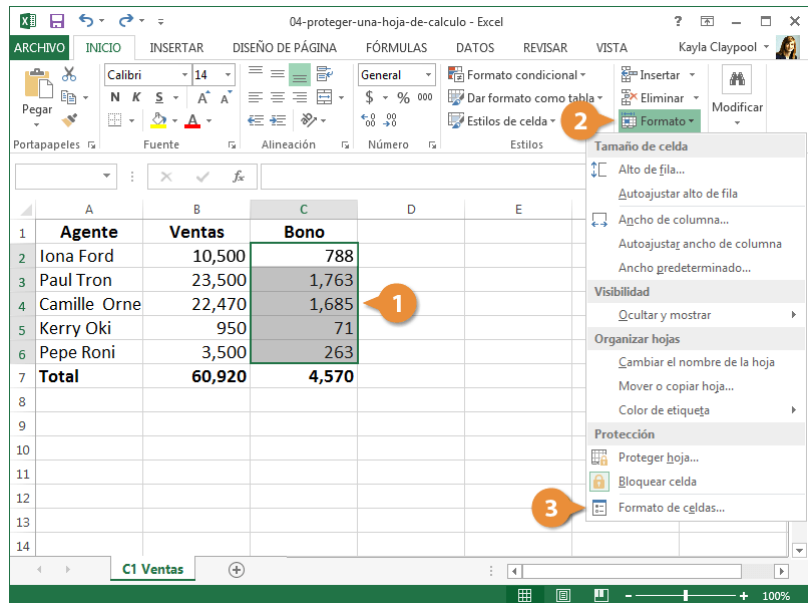 04-proteger-una-hoja-de-calculo - Excel
?
ARCHIVO INICIO INSERTAR DISEÑO DE PÁGINA FÓRMULAS DATOS REVISAR VISTA Kayla Claypool
Pegar
Portapapeles
Calibri 14
N K S A A
A
Fuente
Alineación
General
$ % 000
Número
Formato condicional
Dar formato como tabla
Estilos de celda
Estilos
Insertar
Eliminar
Formato
Modificar
2
Tamaño de celda
Alto de fila...
Autoajustar alto de fila
Ancho de columna...
Autoajustar ancho de columna
Ancho predeterminado...
Visibilidad
Ocultar y mostrar
Organizar hojas
Cambiar el nombre de la hoja
Mover o copiar hoja...
Color de etiqueta
Protección
Proteger hoja...
Bloquear celda
3
Formato de celdas...
fx
A B C D E
1 Agente Ventas Bono
2 Iona Ford 10,500 788
3 Paul Tron 23,500 1,763
4 Camille Orne 22,470 1,685
1
5 Kerry Oki 950 71
6 Pepe Roni 3,500 263
7 Total 60,920 4,570
8
9
10
11
12
13
14
C1 Ventas
100%